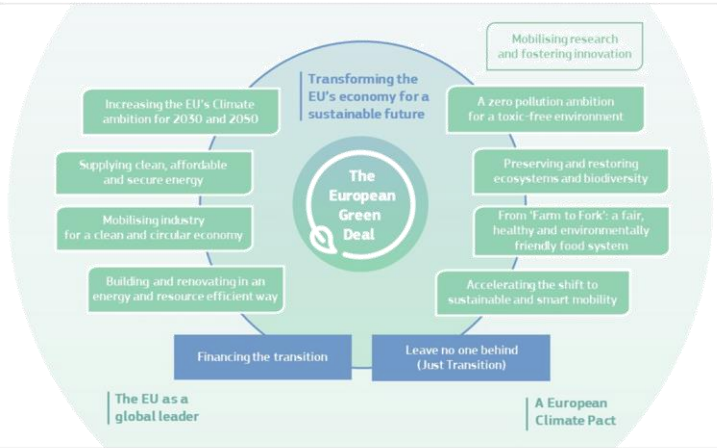 Mobilising research
and fostering innovation
Transforming the
EU's economy for a
sustainable future
Increasing the EU's Climate
ambition for 2030 and 2050
A zero pollution ambition
for a toxic-free environment
Supplying clean, affordable
and secure energy
Preserving and restoring
ecosystems and biodiversity
The
European
Green
Deal
Mobilising industry
for a clean and circular economy
From 'Farm to Fork': a fair,
healthy and environmentally
friendly food system
Building and renovating in an
energy and resource efficient way
Accelerating the shift to
sustainable and smart mobility
Financing the transition
Leave no one behind
(Just Transition)
The EU as a
global leader
A European
Climate Pact